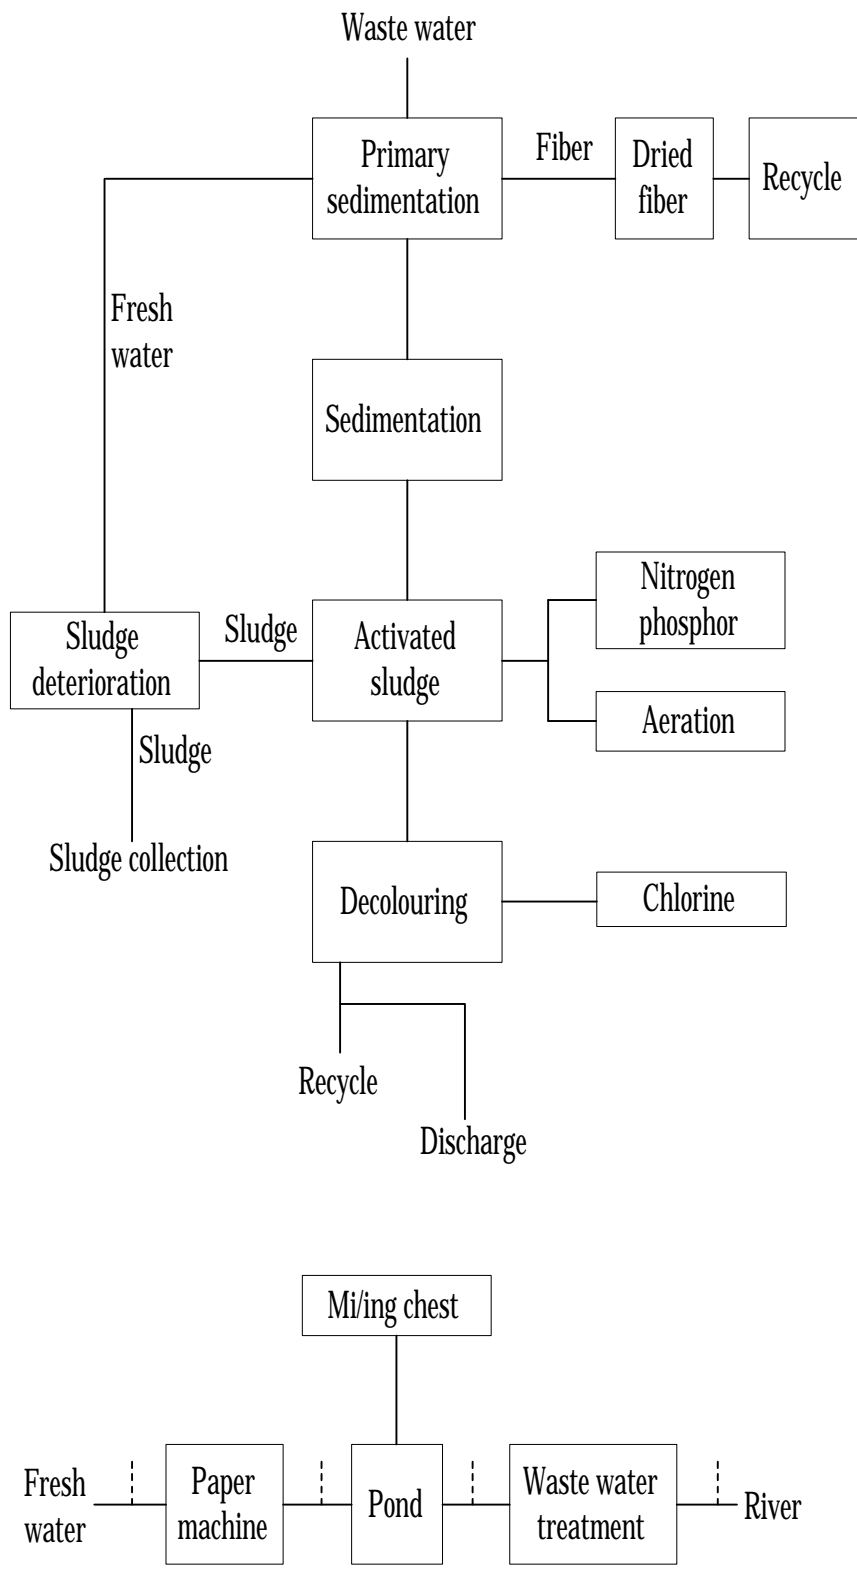 Waste water
Primary
sedimentation
Fiber
Dried
fiber
Recycle
Fresh
water
Sedimentation
Nitrogen
phosphor
Sludge
deterioration
Sludge
Activated
sludge
Aeration
Sludge
Sludge collection
Decolouring
Chlorine
Recycle
Discharge
Mi/ing chest
Fresh
water
Paper
machine
Pond
Waste water
treatment
River